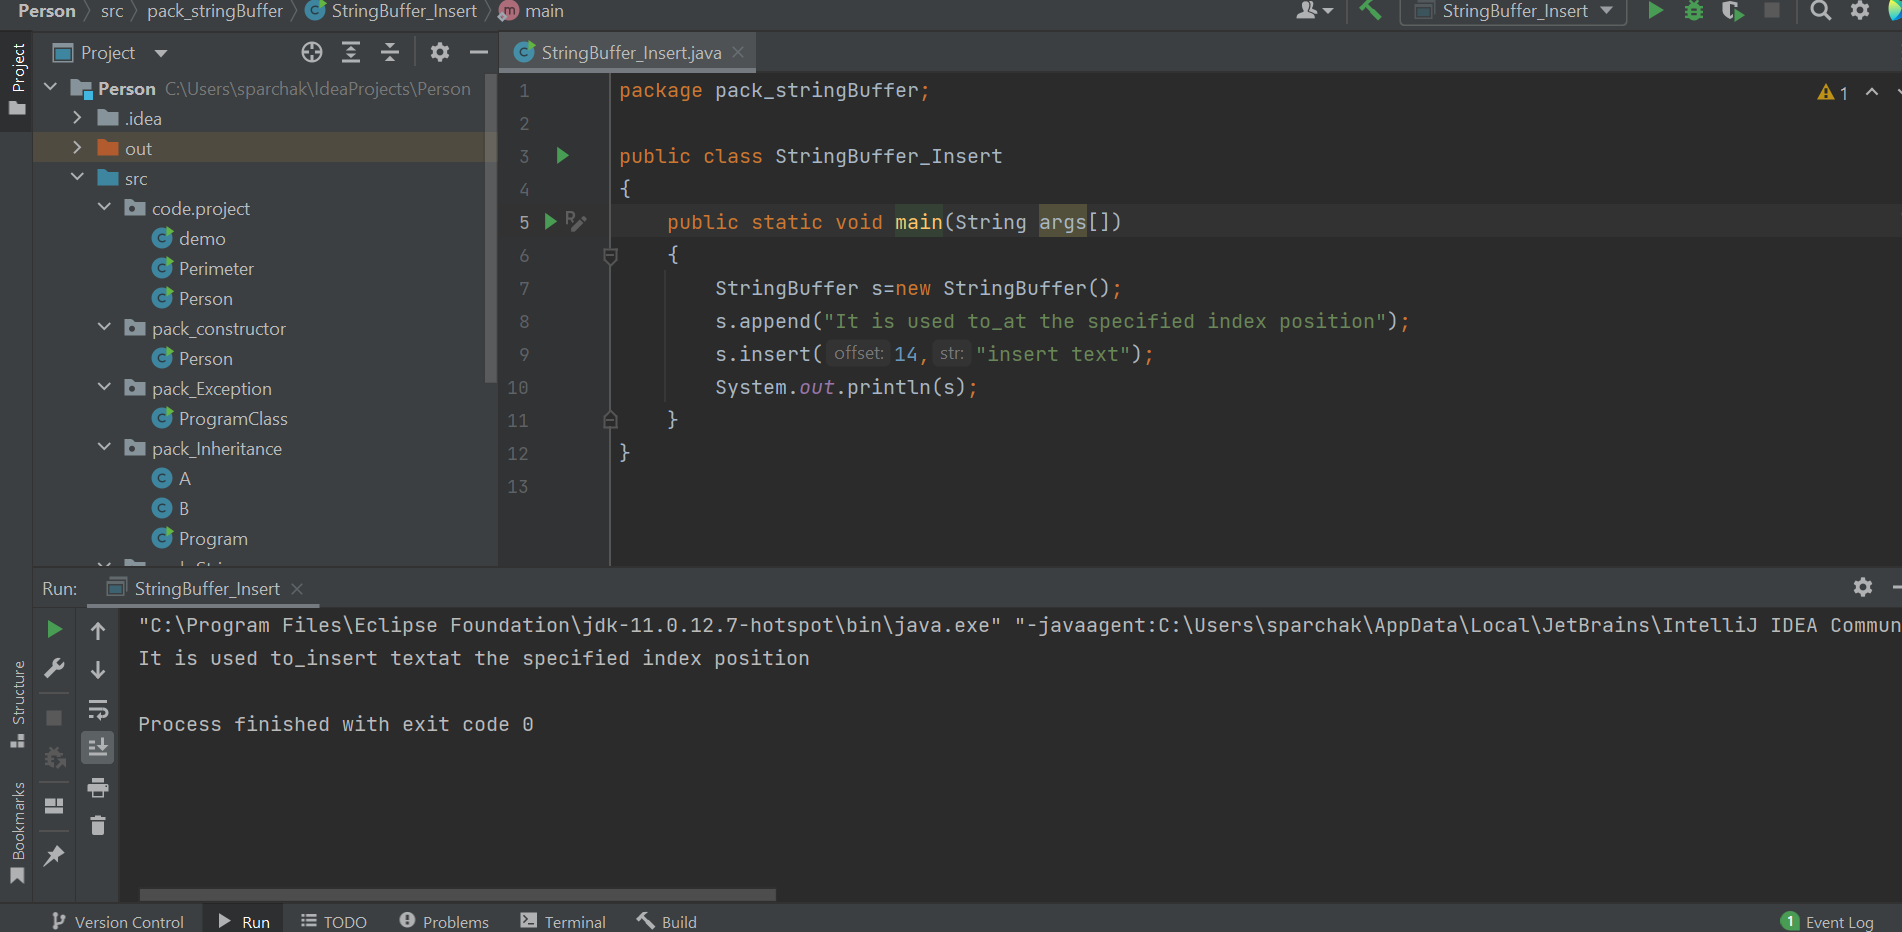 Person src pack_stringBuffer StringBuffer_Insert main
StringBuffer_Insert
Project
Project
StringBuffer_Insert.java
Person C:\Users\sparchak\IdeaProjects\Person
.idea
out
src
code.project
demo
Perimeter
Person
pack_constructor
Person
pack_Exception
ProgramClass
pack_Inheritance
A
B
Program
1 package pack_stringBuffer;
2
3 public class StringBuffer_Insert
4 {
5 public static void main(String args[])
6 {
7 StringBuffer s=new StringBuffer();
8 s.append("It is used to_at the specified index position");
9 s.insert( offset: 14, str: "insert text");
10 System.out.println(s);
11 }
12 }
13
1
Run: StringBuffer_Insert
"C:\Program Files\Eclipse Foundation\jdk-11.0.12.7-hotspot\bin\java.exe" "-javaagent:C:\Users\sparchak\AppData\Local\JetBrains\IntelliJ IDEA Commun
It is used to_insert textat the specified index position
Process finished with exit code 0
Structure
Bookmarks
Version Control Run TODO Problems Terminal Build
1 Event Log